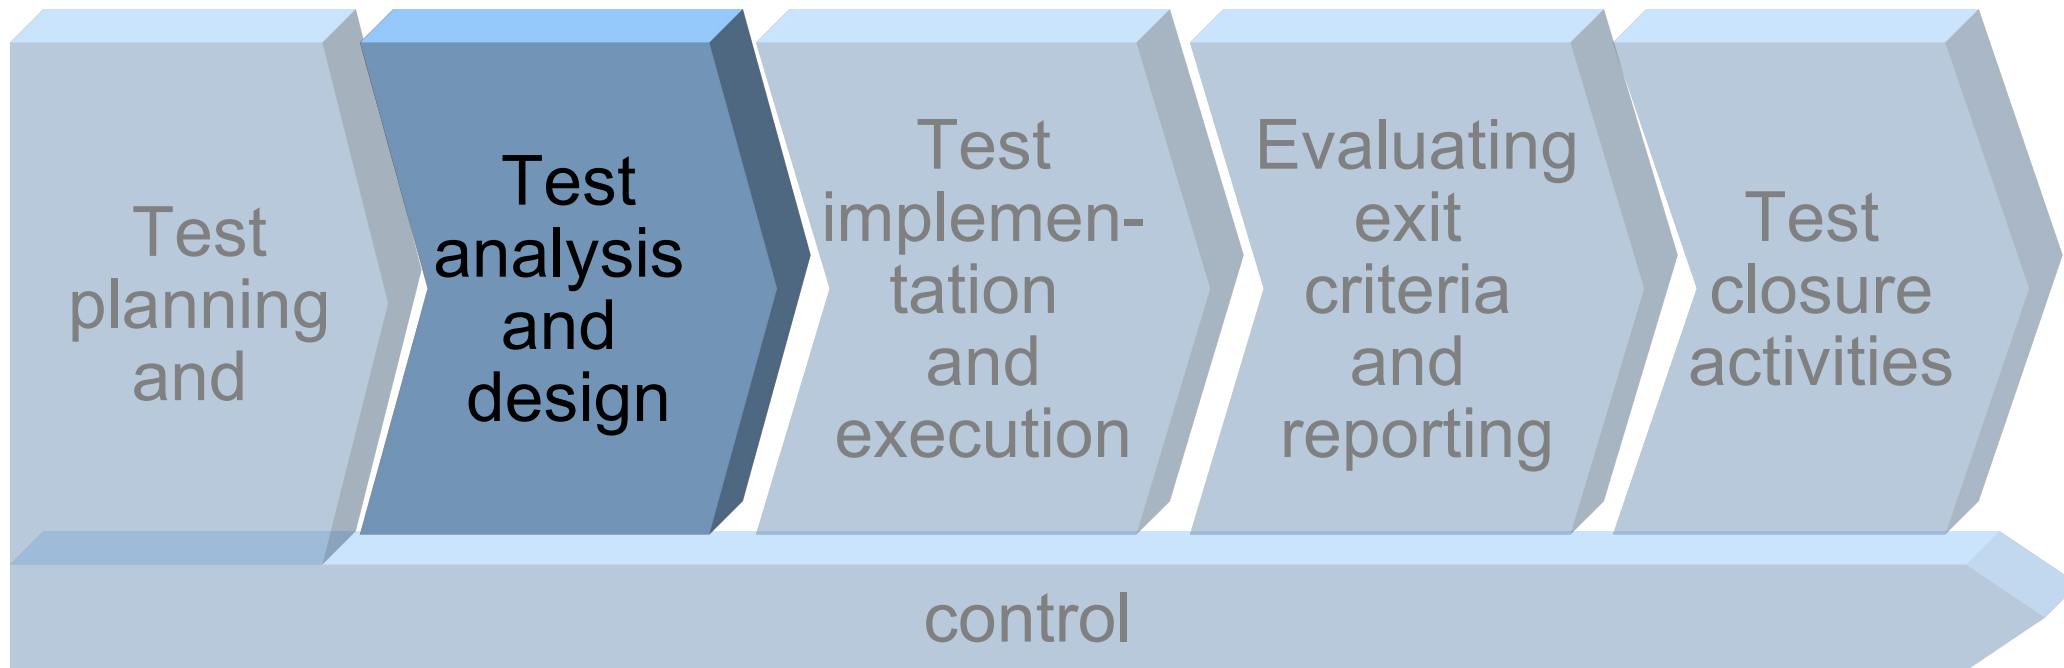 Test
planning
and
Test
analysis
and
design
Test
implemen-
tation
and
execution
Evaluating
exit
criteria
and
reporting
Test
closure
activities
control